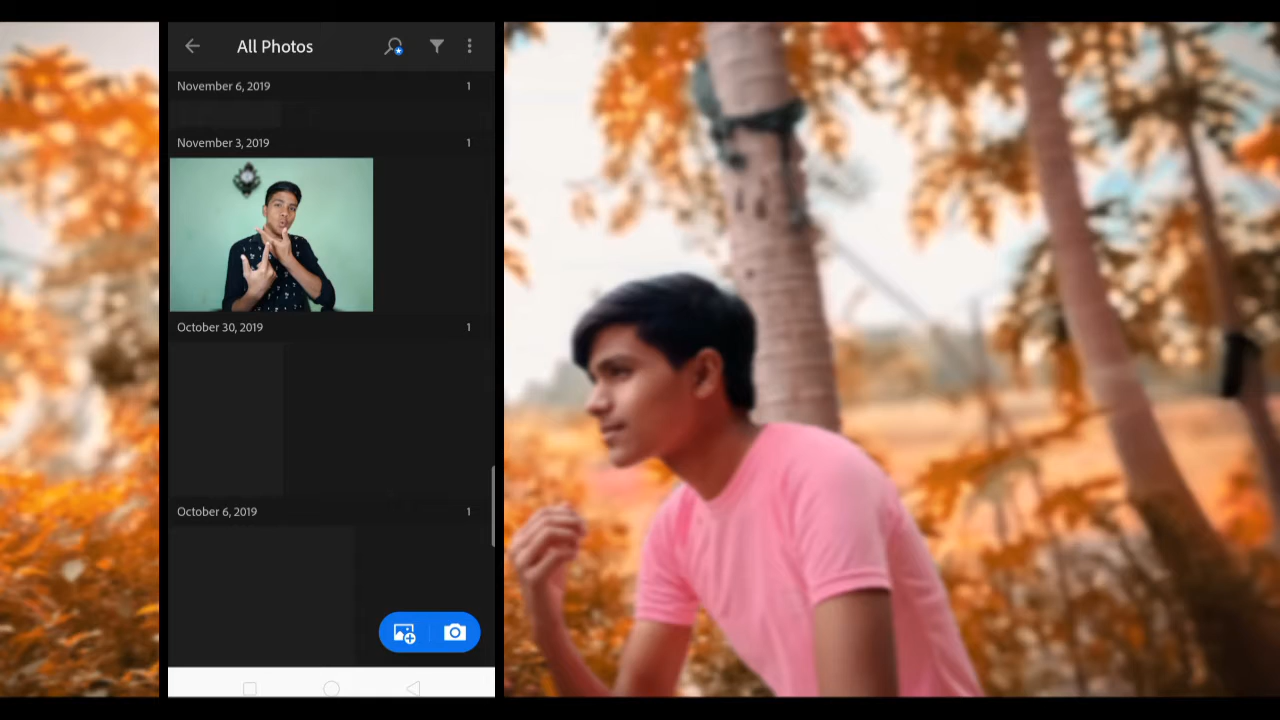 All Photos
November 6, 2019 1
November 3, 2019 1
October 30, 2019 1
October 6, 2019 1